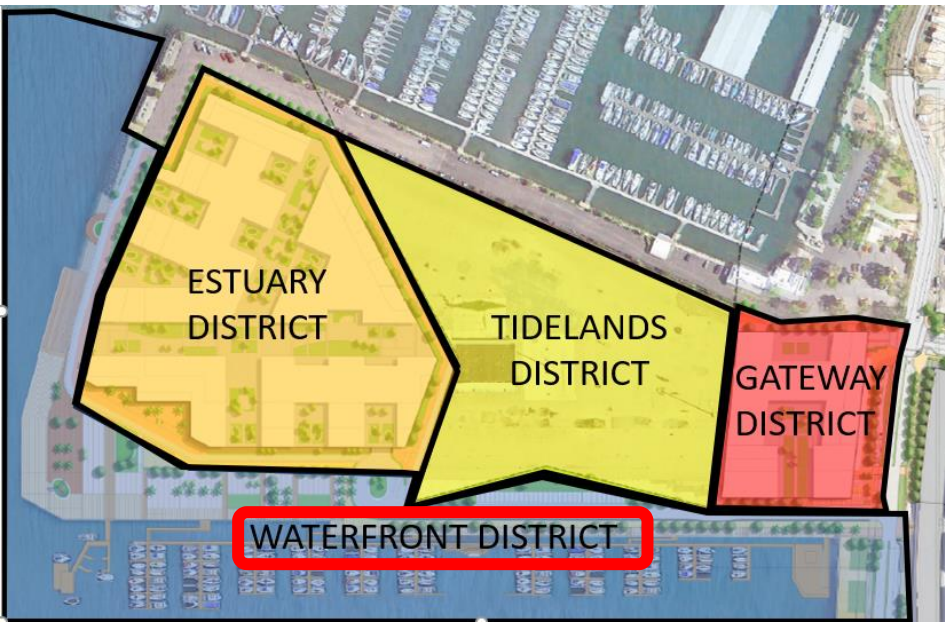 ESTUARY
DISTRICT
TIDELANDS
DISTRICT
GATEWAY
DISTRICT
WATERFRONT DISTRICT